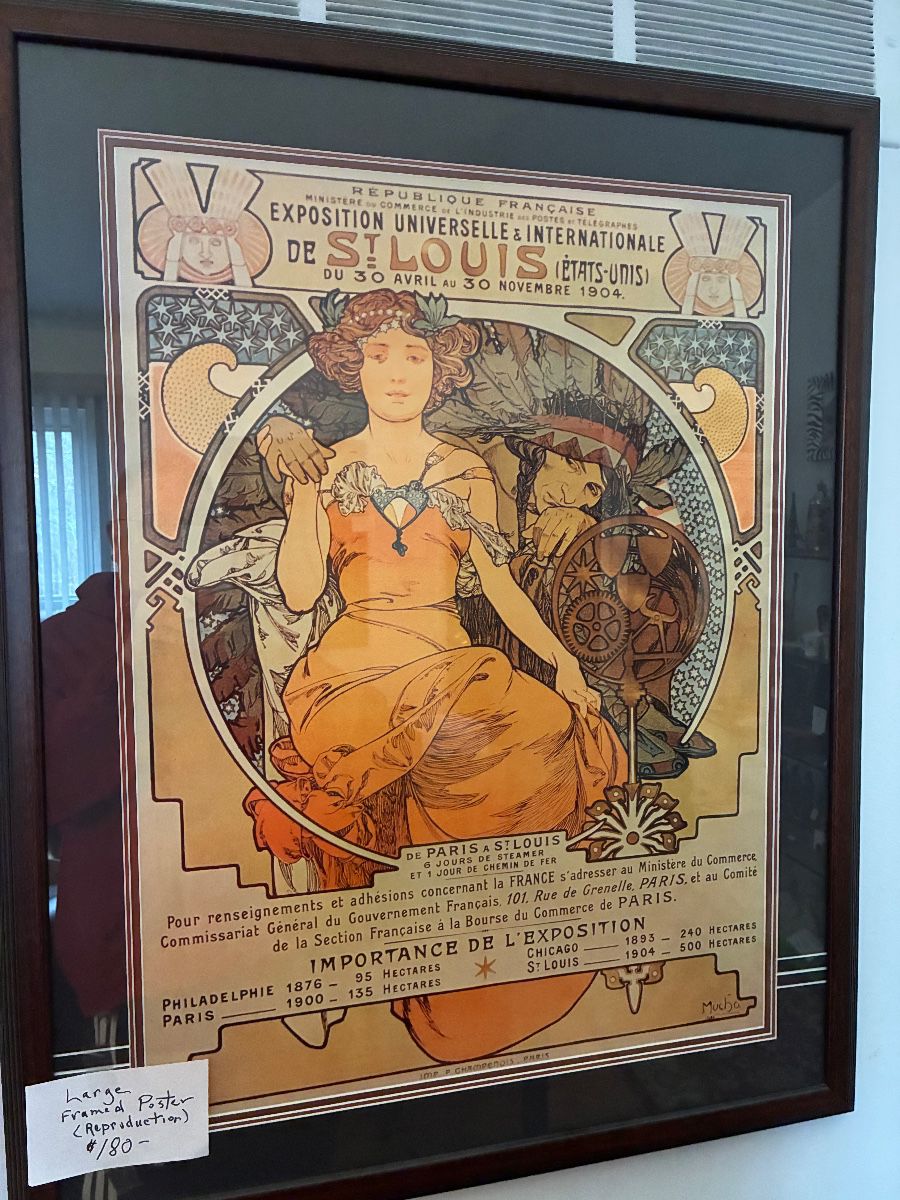 RÉPUBLIQUE FRANÇAISE
MINISTÈRE DU COMMERCE DE L'INDUSTRIE DES POSTES ET TÉLÉGRAPHES
EXPOSITION UNIVERSELLE & INTERNATIONALE
DE ST LOUIS (ÉTATS-UNIS)
DU 30 AVRIL AU 30 NOVEMBRE 1904.
DE PARIS A ST LOUIS
6 JOURS DE STEAMER
ET 1 JOUR DE CHEMIN DE FER
Pour renseignements et adhésions concernant la FRANCE s'adresser au Ministère du Commerce,
Commissariat Général du Gouvernement Français, 101, Rue de Grenelle, PARIS, et au Comité
de la Section Française à la Bourse du Commerce de PARIS.
IMPORTANCE DE L'EXPOSITION
PHILADELPHIE 1876 – 95 HECTARES
PARIS —— 1900 – 135 HECTARES
CHICAGO —— 1893 – 240 HECTARES
ST LOUIS —— 1904 – 500 HECTARES
Mucha
IMP. F. CHAMPENOIS . PARIS
Large
Framed Poster
(Reproduction)
$180–